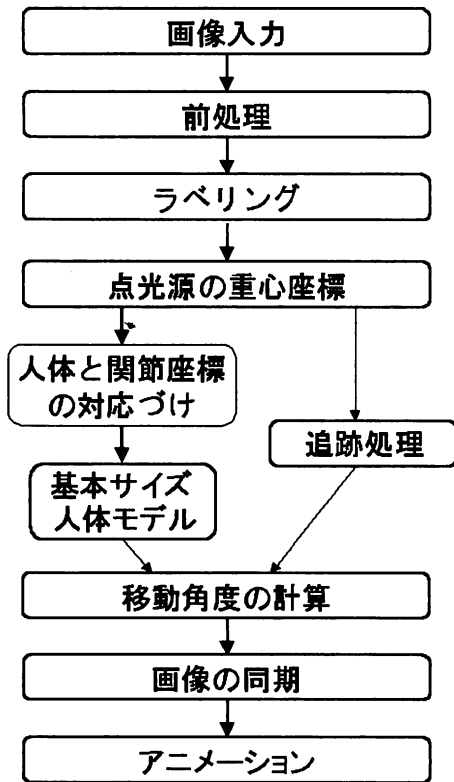 画像入力
前処理
ラベリング
点光源の重心座標
人体と関節座標
の対応づけ
追跡処理
基本サイズ
人体モデル
移動角度の計算
画像の同期
アニメーション